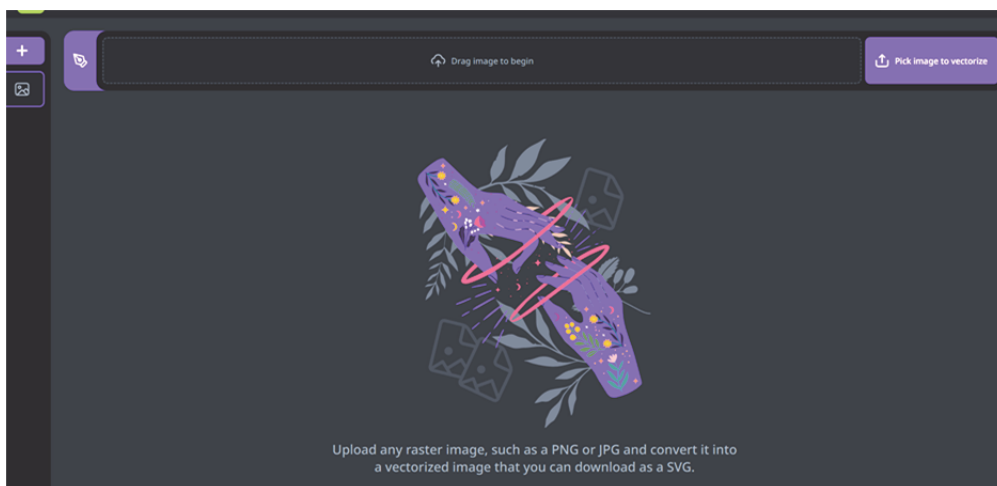 Drag image to begin
Pick image to vectorize
Upload any raster image, such as a PNG or JPG and convert it into
a vectorized image that you can download as a SVG.